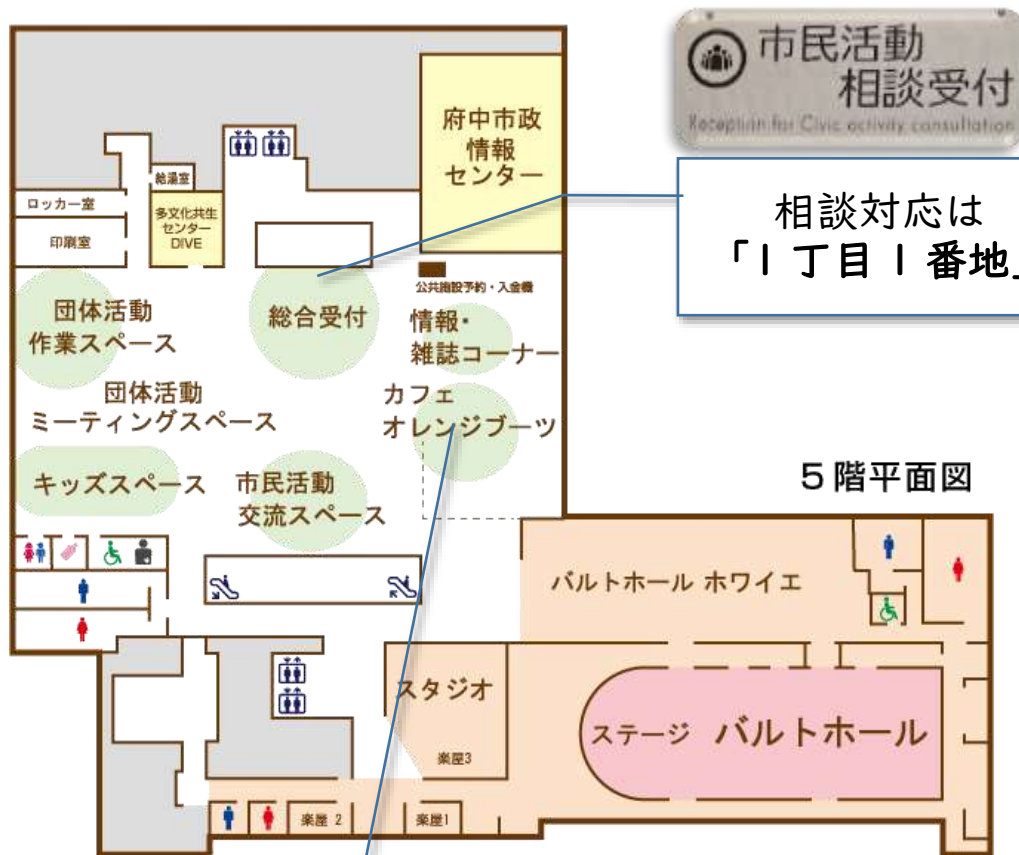 市民活動
相談受付
Reception for Civic activity consultation
相談対応は
「1丁目1番地」
府中市政
情報
センター
給湯室
ロッカー室
多文化共生
センター
DIVE
印刷室
公共施設予約・入金機
団体活動
作業スペース
総合受付
情報・
雑誌コーナー
団体活動
ミーティングスペース
カフェ
オレンジブーツ
キッズスペース
市民活動
交流スペース
5階平面図
バルトホール ホワイエ
スタジオ
ステージ バルトホール
楽屋3
楽屋 2
楽屋1